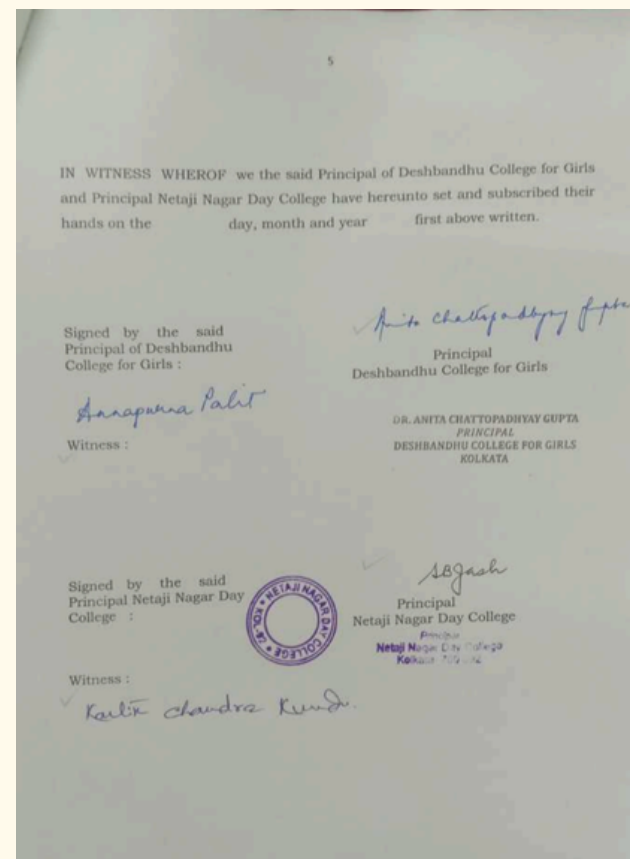 5
IN WITNESS WHEROF we the said Principal of Deshbandhu College for Girls
and Principal Netaji Nagar Day College have hereunto set and subscribed their
hands on the day, month and year first above written.
Signed by the said
Principal of Deshbandhu
College for Girls :
Anita Chattopadhyay Gupta
Principal
Deshbandhu College for Girls
Annapurna Palit
Witness :
DR. ANITA CHATTOPADHYAY GUPTA
PRINCIPAL
DESHBANDHU COLLEGE FOR GIRLS
KOLKATA
Signed by the said
Principal Netaji Nagar Day
College :
NETAJI NAGAR DAY COLLEGE * KOL-92 *
SBJash
Principal
Netaji Nagar Day College
Principal
Netaji Nagar Day College
Kolkata
Witness :
Kartik Chandra Kundu.